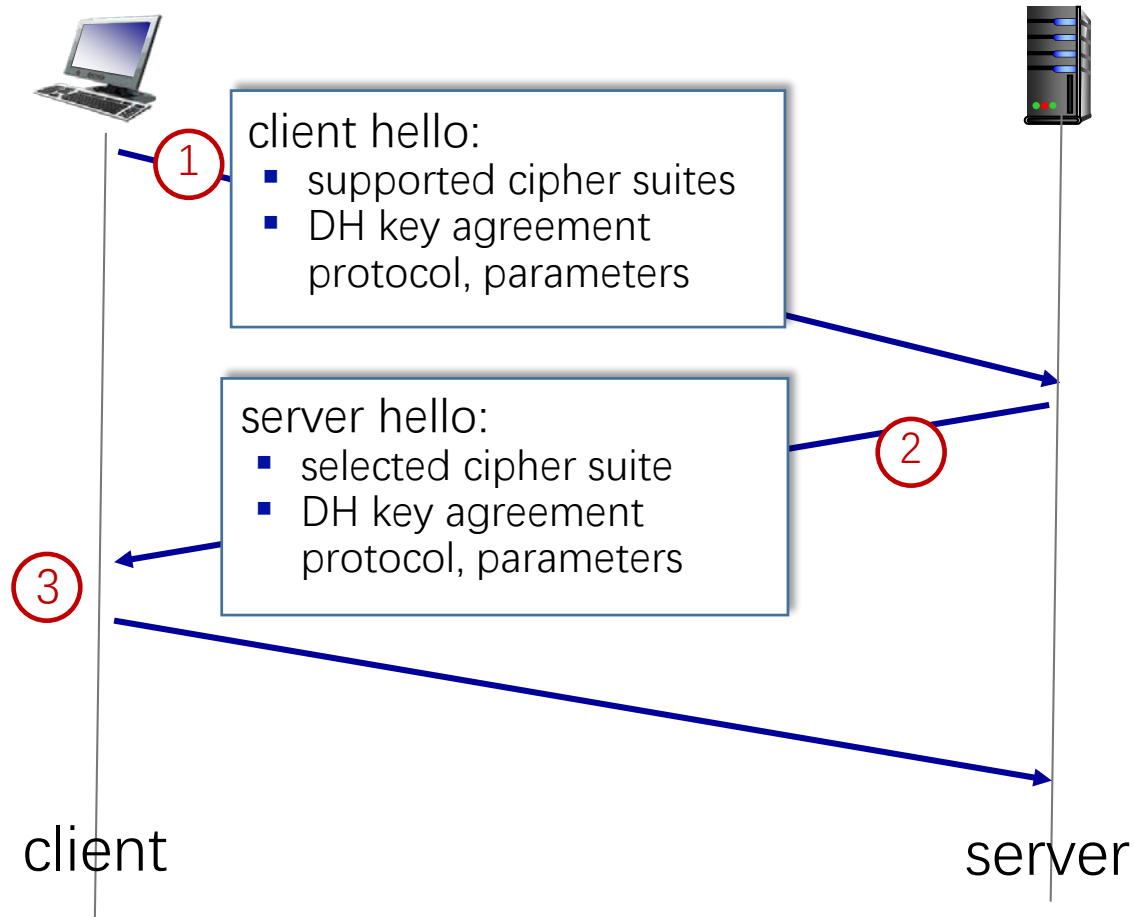 1
client hello:
▪ supported cipher suites
▪ DH key agreement
protocol, parameters
server hello:
▪ selected cipher suite
▪ DH key agreement
protocol, parameters
2
3
client
server